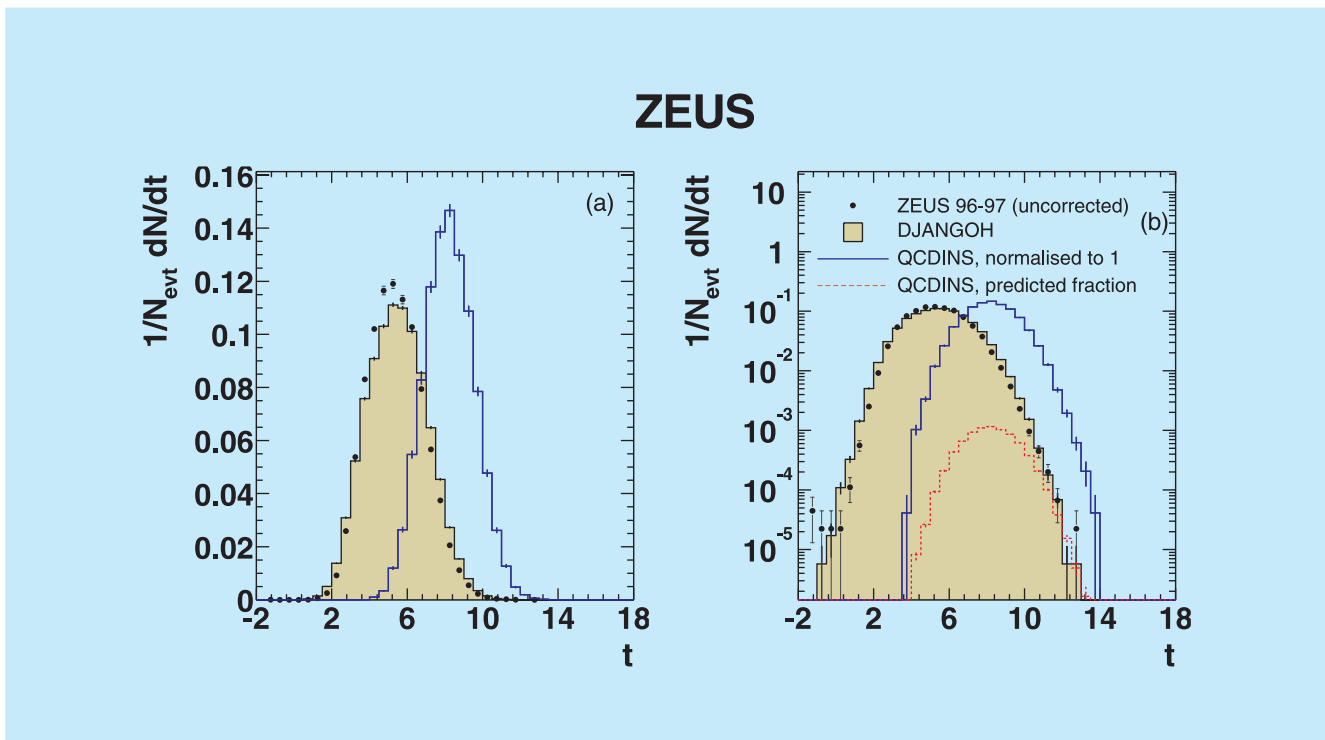 ZEUS
1/N_evt dN/dt
0.16
0.14
0.12
0.1
0.08
0.06
0.04
0.02
0
(a)
-2 2 6 10 14 18
t
1/N_evt dN/dt
10
1
10^-1
10^-2
10^-3
10^-4
10^-5
ZEUS 96-97 (uncorrected)
(b)
DJANGOH
QCDINS, normalised to 1
QCDINS, predicted fraction
-2 2 6 10 14 18
t